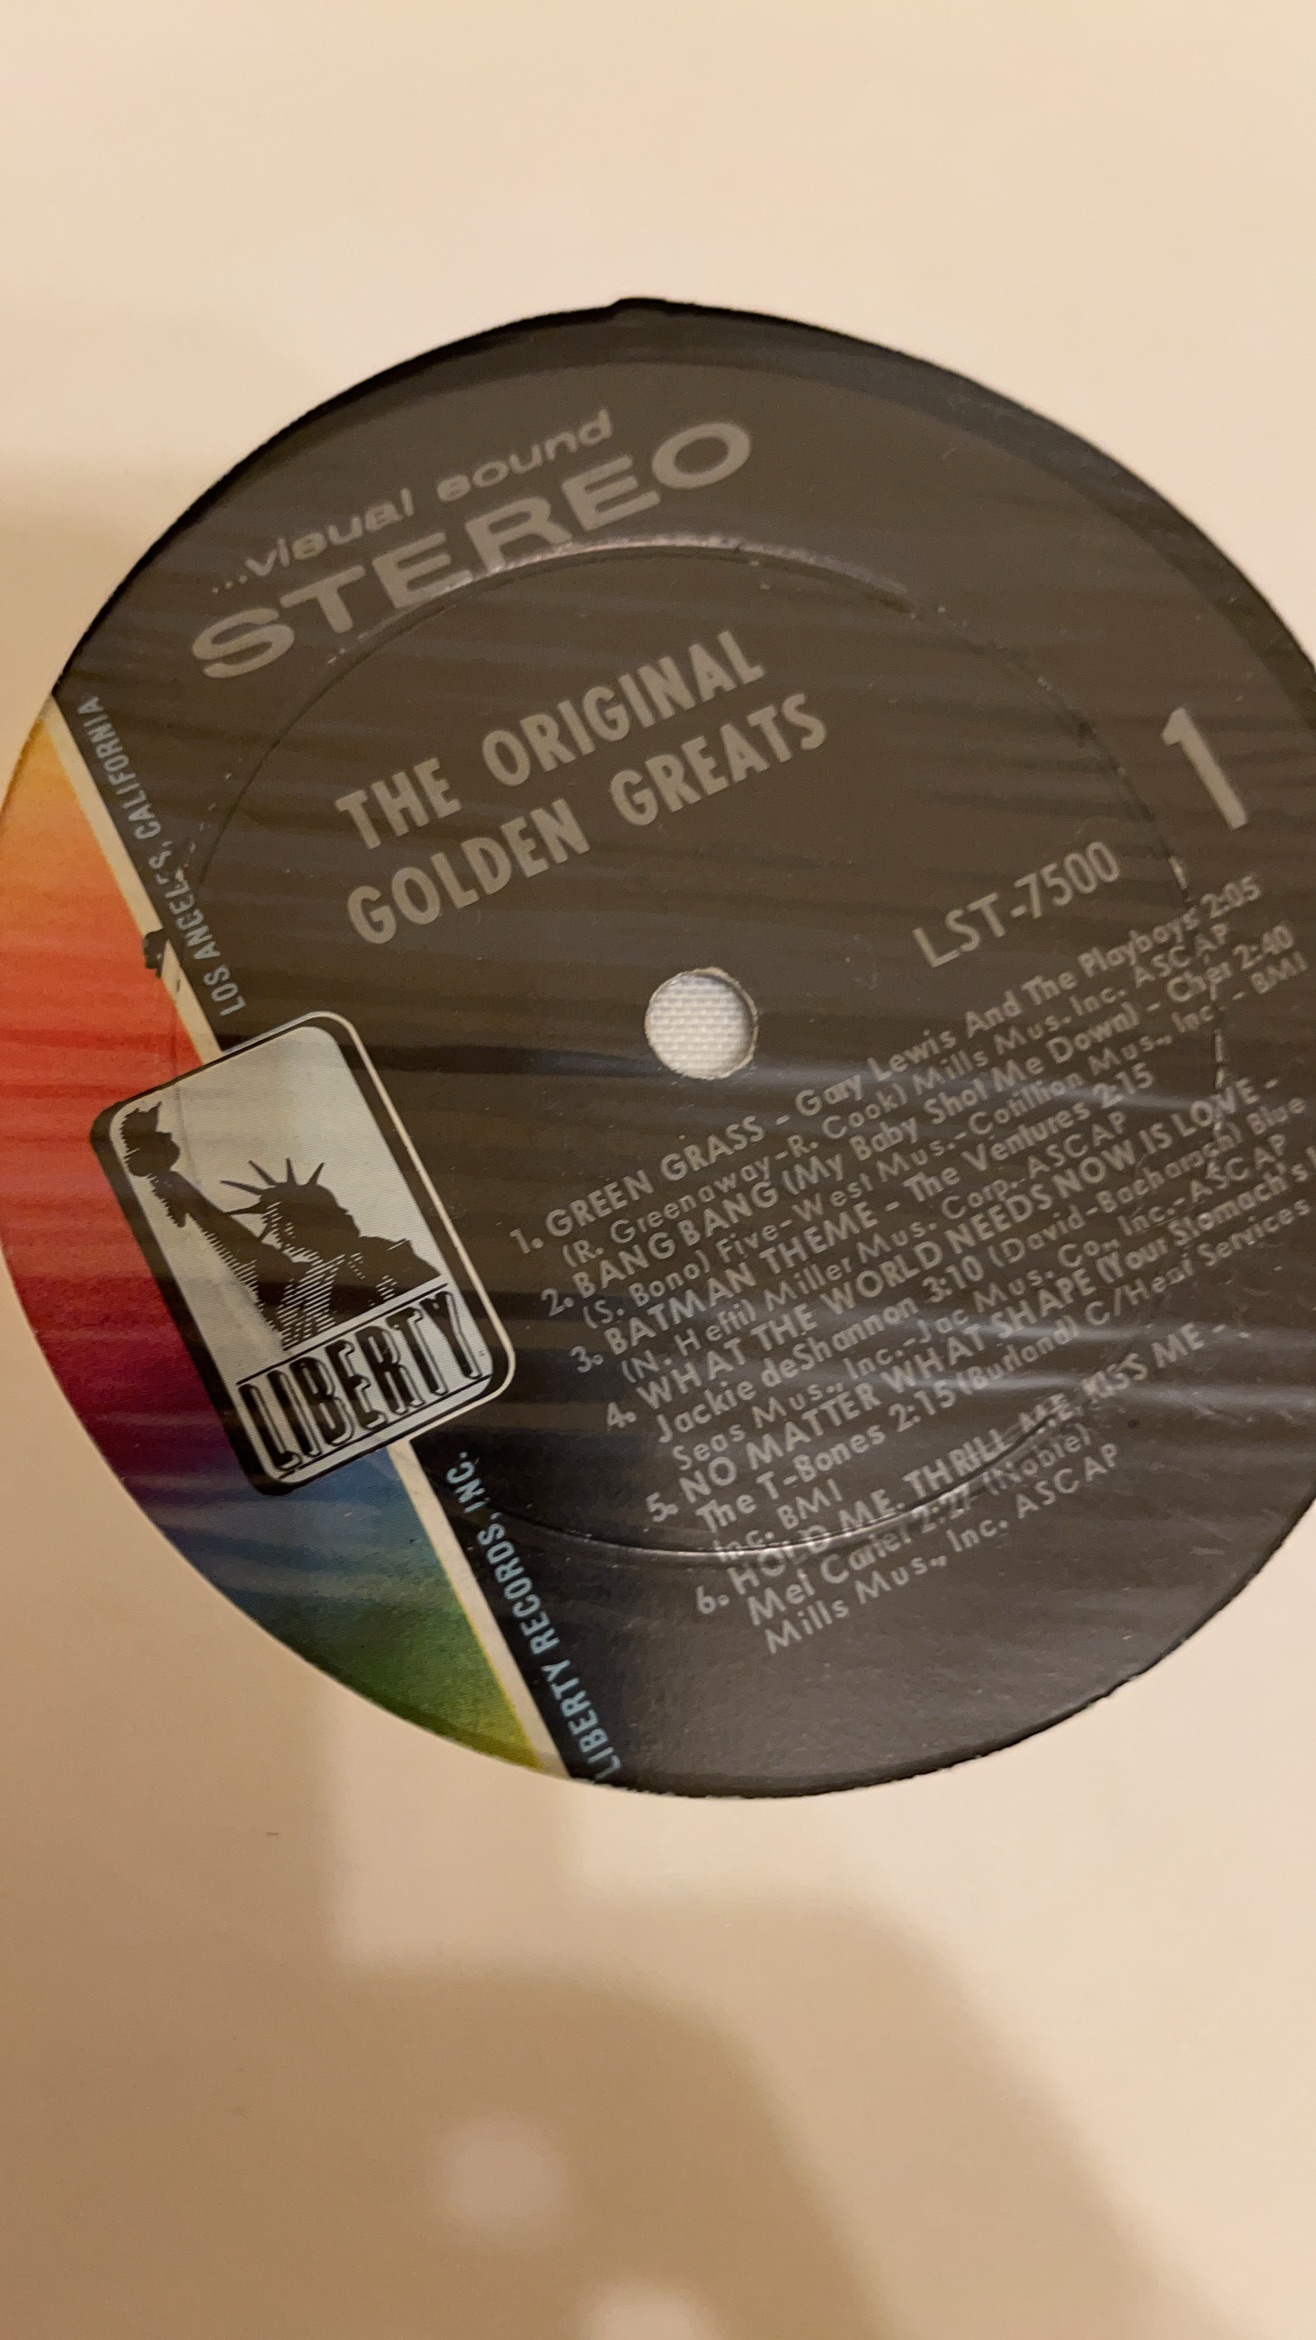 ...visual sound
STEREO
THE ORIGINAL
GOLDEN GREATS
1
LST-7500
1. GREEN GRASS - Gary Lewis And The Playboys 2:05
(R. Greenaway-R. Cook) Mills Mus. Inc. ASCAP
2. BANG BANG (My Baby Shot Me Down) - Cher 2:40
(S. Bono) Five-West Mus.-Cotillion Mus., Inc. - BMI
3. BATMAN THEME - The Ventures 2:15
(N. Hefti) Miller Mus. Corp. ASCAP
4. WHAT THE WORLD NEEDS NOW IS LOVE -
Jackie deShannon 3:10 (David-Bacharach) Blue
Seas Mus., Inc.-Jac Mus. Co., Inc.-ASCAP
5. NO MATTER WHAT SHAPE (Your Stomach's
The T-Bones 2:15 (Burland) C/Hear Services
Inc. BMI
6. HOLD ME, THRILL ME, KISS ME -
Mel Carter 2:27 (Noble)
Mills Mus., Inc. ASCAP
LIBERTY
LIBERTY RECORDS, INC.
LOS ANGELES, CALIFORNIA